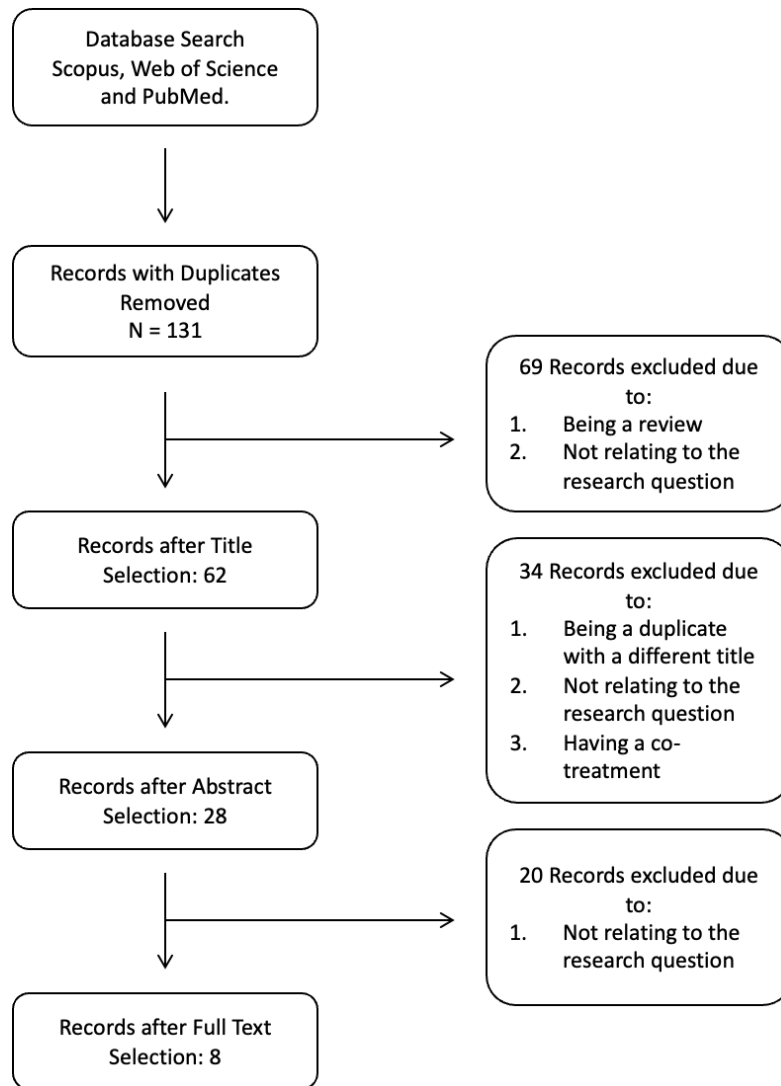 Database Search
Scopus, Web of Science
and PubMed.
Records with Duplicates
Removed
N = 131
69 Records excluded due
to:
1. Being a review
2. Not relating to the
research question
Records after Title
Selection: 62
34 Records excluded due
to:
1. Being a duplicate
with a different title
2. Not relating to the
research question
3. Having a co-
treatment
Records after Abstract
Selection: 28
20 Records excluded due
to:
1. Not relating to the
research question
Records after Full Text
Selection: 8